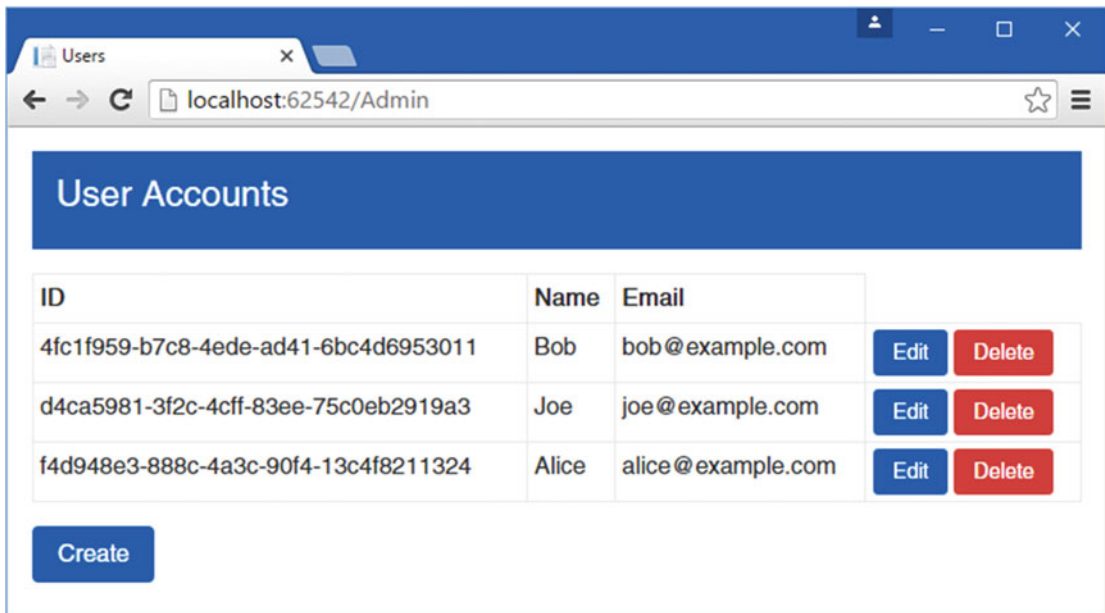 Users
localhost:62542/Admin
User Accounts
ID Name Email
4fc1f959-b7c8-4ede-ad41-6bc4d6953011 Bob bob@example.com Edit Delete
d4ca5981-3f2c-4cff-83ee-75c0eb2919a3 Joe joe@example.com Edit Delete
f4d948e3-888c-4a3c-90f4-13c4f8211324 Alice alice@example.com Edit Delete
Create